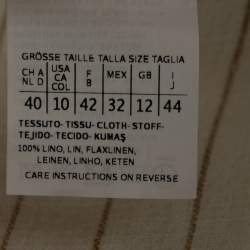 GRÖSSE TAILLE TALLA SIZE TAGLIA
CH A USA F MEX GB I
NL D CA B J
COL
40 10 42 32 12 44
TESSUTO-TISSU-CLOTH-STOFF-
TEJIDO-TECIDO-KUMAŞ
100% LINO, LIN, FLAXLINEN,
LEINEN, LINHO, KETEN
CARE INSTRUCTIONS ON REVERSE